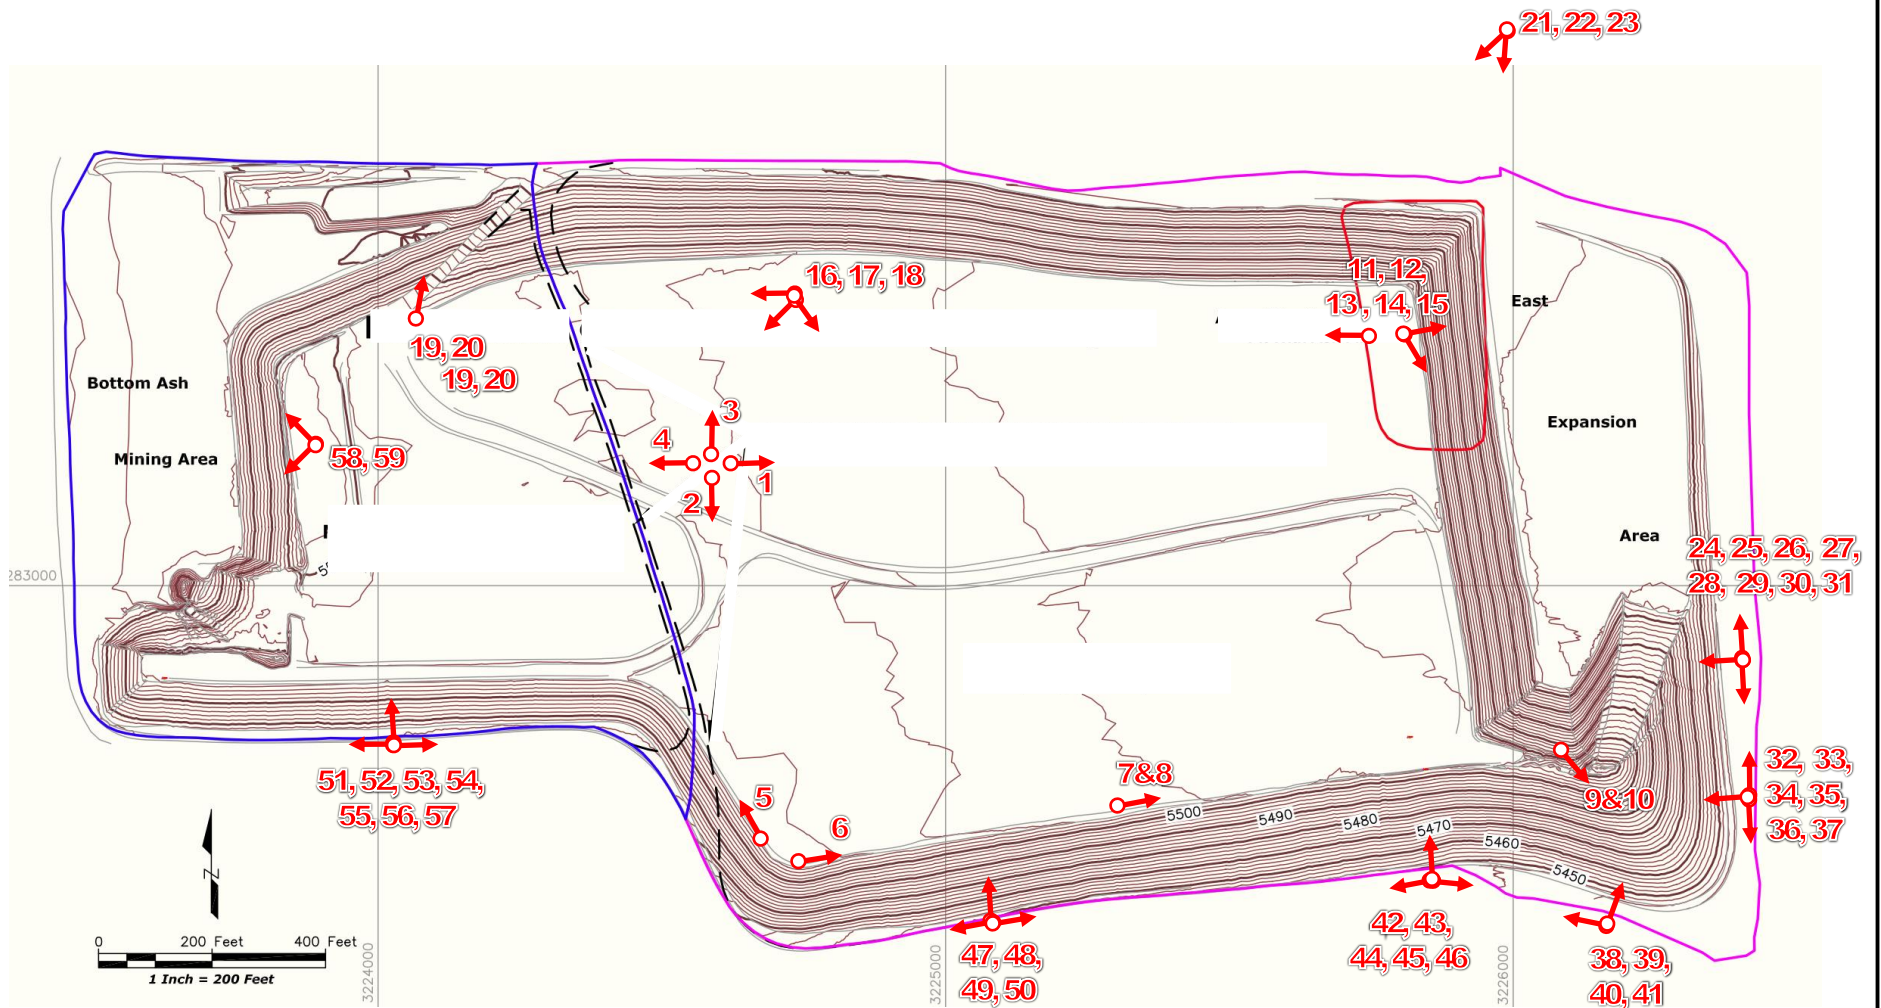 21, 22, 23
16, 17, 18
11, 12,
13, 14, 15
East
19, 20
19, 20
Bottom Ash
Mining Area
58, 59
3
4
1
2
Expansion
Area
24, 25, 26, 27,
28, 29, 30, 31
283000
51, 52, 53, 54,
55, 56, 57
5
6
7&8
9&10
32, 33,
34, 35,
36, 37
5500
5490
5480
5470
5460
5450
N
0 200 Feet 400 Feet
1 Inch = 200 Feet
3224000
3225000
3226000
47, 48,
49, 50
42, 43,
44, 45, 46
38, 39,
40, 41